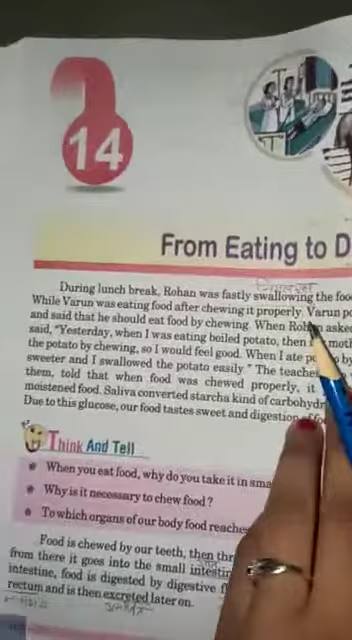 14
From Eating to D
During lunch break, Rohan was fastly swallowing the foo
While Varun was eating food after chewing it properly. Varun po
and said that he should eat food by chewing. When Rohan asked
said, "Yesterday, when I was eating boiled potato, then moth
the potato by chewing, so I would feel good. When I ate by
sweeter and I swallowed the potato easily." The teacher
them, told that when food was chewed properly, it
moistened food. Saliva converted starcha kind of carbohydr
Due to this glucose, our food tastes sweet and digestion of fo
Think And Tell
When you eat food, why do you take it in sma
Why is it necessary to chew food?
To which organs of our body food reache
Food is chewed by our teeth, then thr
from there it goes into the small intestin
intestine, food is digested by digestive
rectum and is then excreted later on.